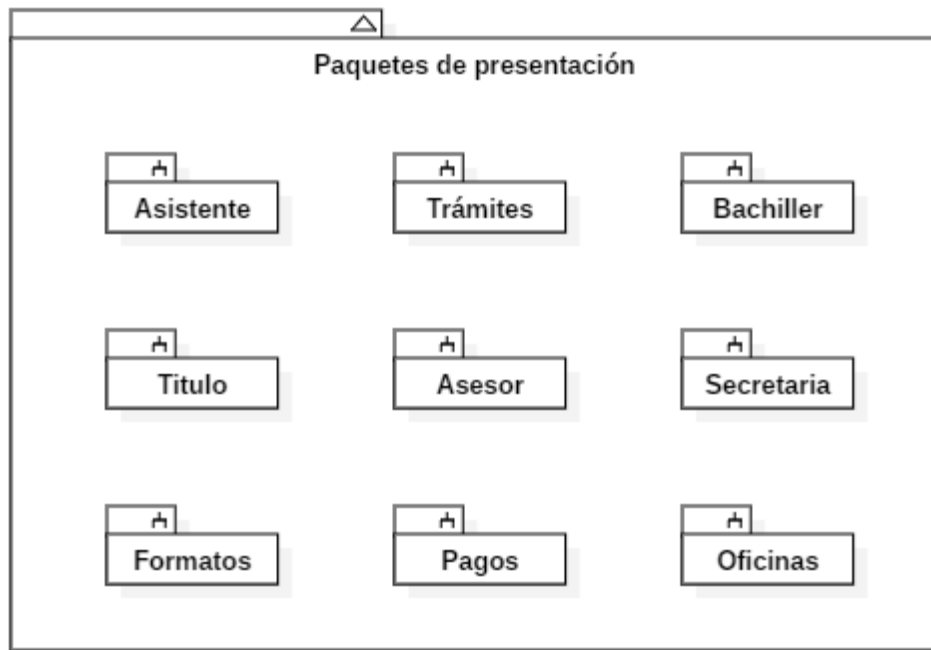 Paquetes de presentación
Asistente
Trámites
Bachiller
Titulo
Asesor
Secretaria
Formatos
Pagos
Oficinas